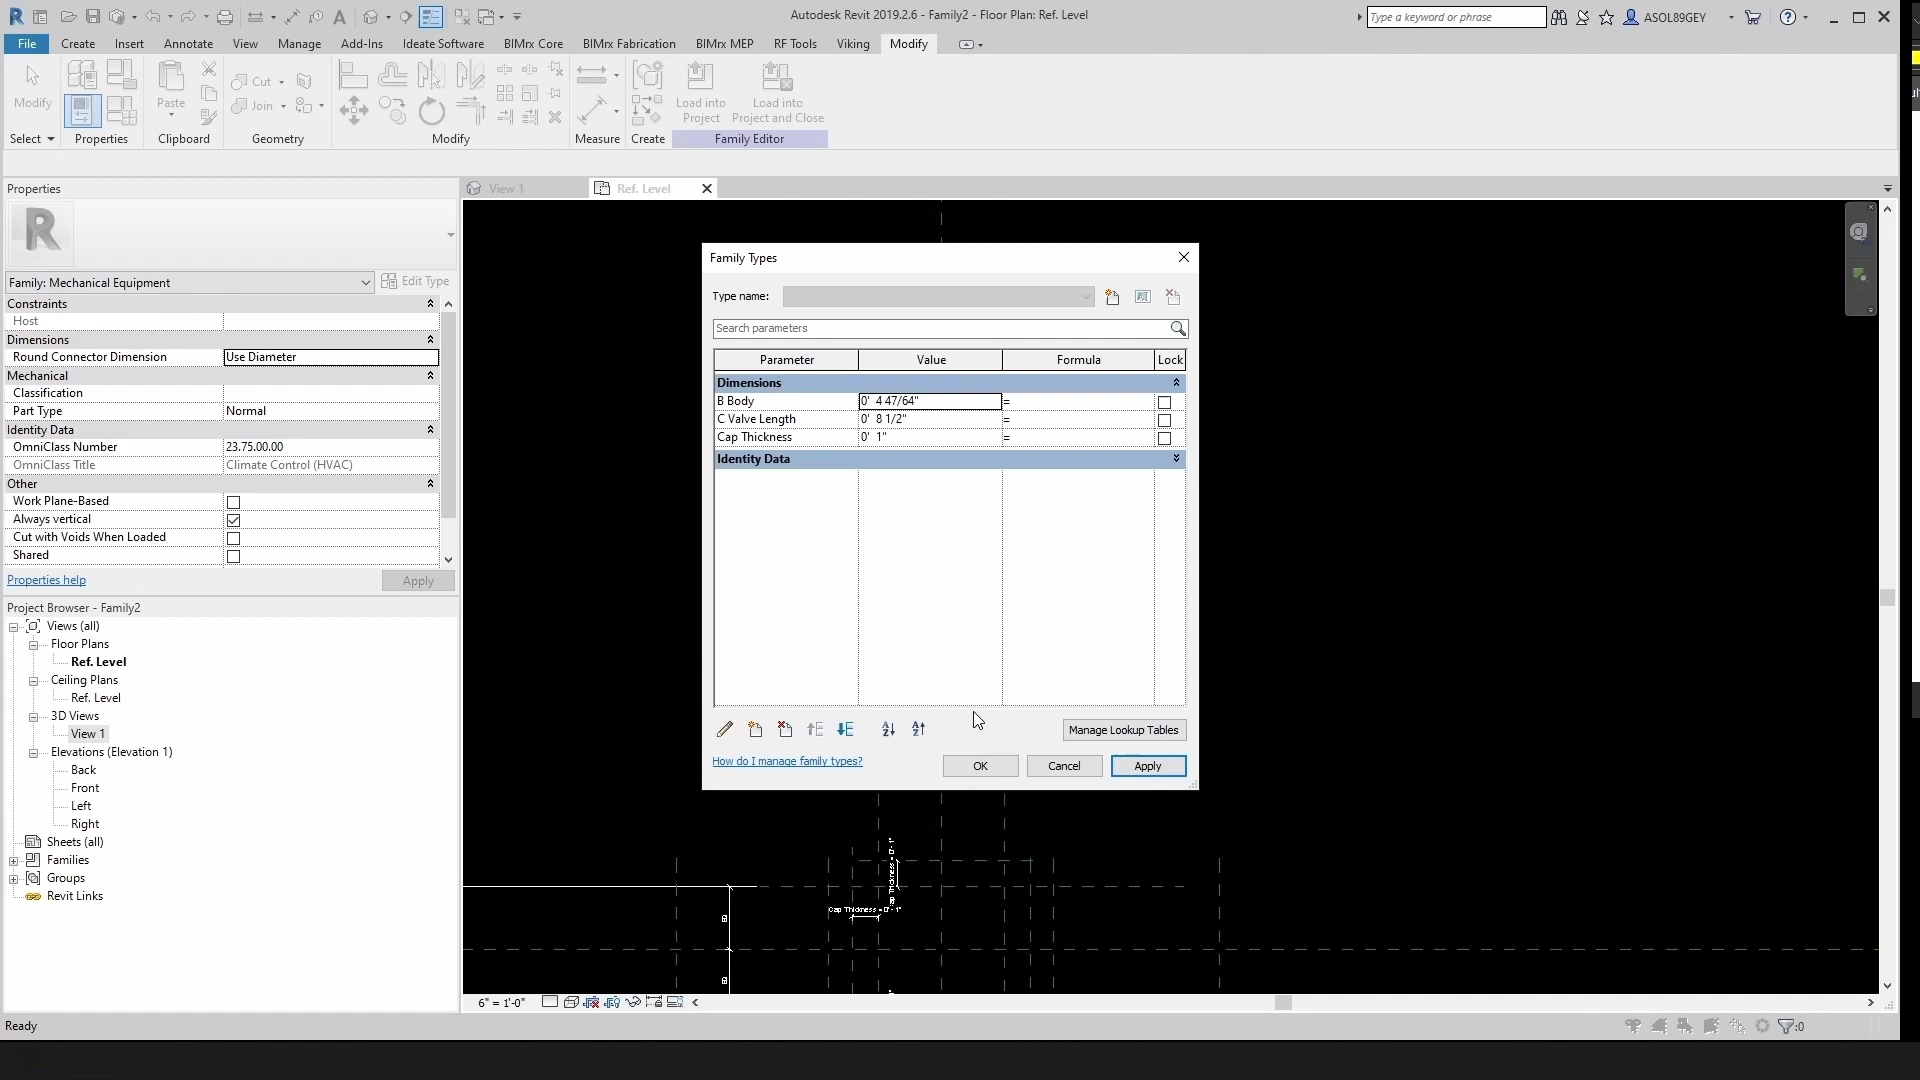 Autodesk Revit 2019.2.6 - Family2 - Floor Plan: Ref. Level
Type a keyword or phrase
ASOL89GEY
File Create Insert Annotate View Manage Add-Ins Ideate Software BIMrx Core BIMrx Fabrication BIMrx MEP RF Tools Viking Modify
Modify
Paste
Cut
Join
Load into Project
Load into Project and Close
Select Properties Clipboard Geometry Modify Measure Create Family Editor
Properties
View 1
Ref. Level
Family: Mechanical Equipment
Edit Type
Constraints
Host
Dimensions
Round Connector Dimension Use Diameter
Mechanical
Classification
Part Type Normal
Identity Data
OmniClass Number 23.75.00.00
OmniClass Title Climate Control (HVAC)
Other
Work Plane-Based
Always vertical
Cut with Voids When Loaded
Shared
Properties help
Apply
Project Browser - Family2
Views (all)
Floor Plans
Ref. Level
Ceiling Plans
Ref. Level
3D Views
View 1
Elevations (Elevation 1)
Back
Front
Left
Right
Sheets (all)
Families
Groups
Revit Links
Family Types
Type name:
Search parameters
Parameter Value Formula Lock
Dimensions
B Body 0' 4 47/64" =
C Valve Length 0' 8 1/2" =
Cap Thickness 0' 1" =
Identity Data
Manage Lookup Tables
How do I manage family types?
OK
Cancel
Apply
Cap Thickness = 0' - 1"
Cap Thickness = 0' - 1"
6" = 1'-0"
Ready
:0